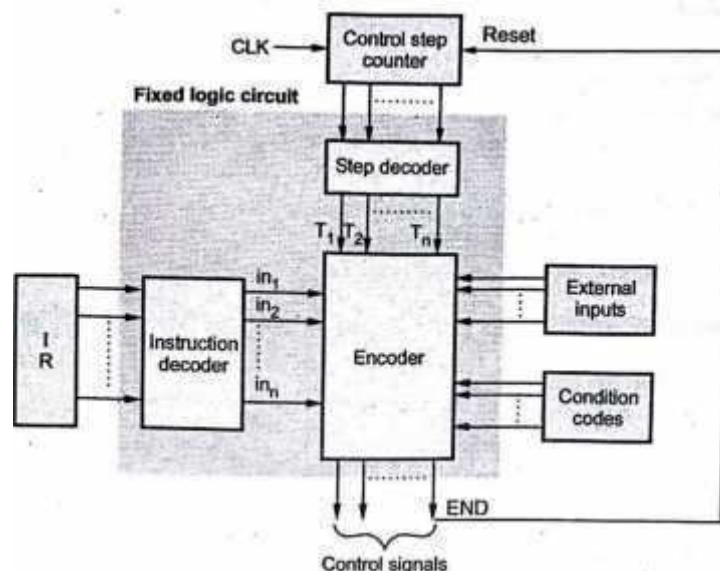 CLK
Control step
counter
Reset
Fixed logic circuit
Step decoder
T1 T2 Tn
I
R
Instruction
decoder
in1
in2
inn
Encoder
External
inputs
Condition
codes
END
Control signals